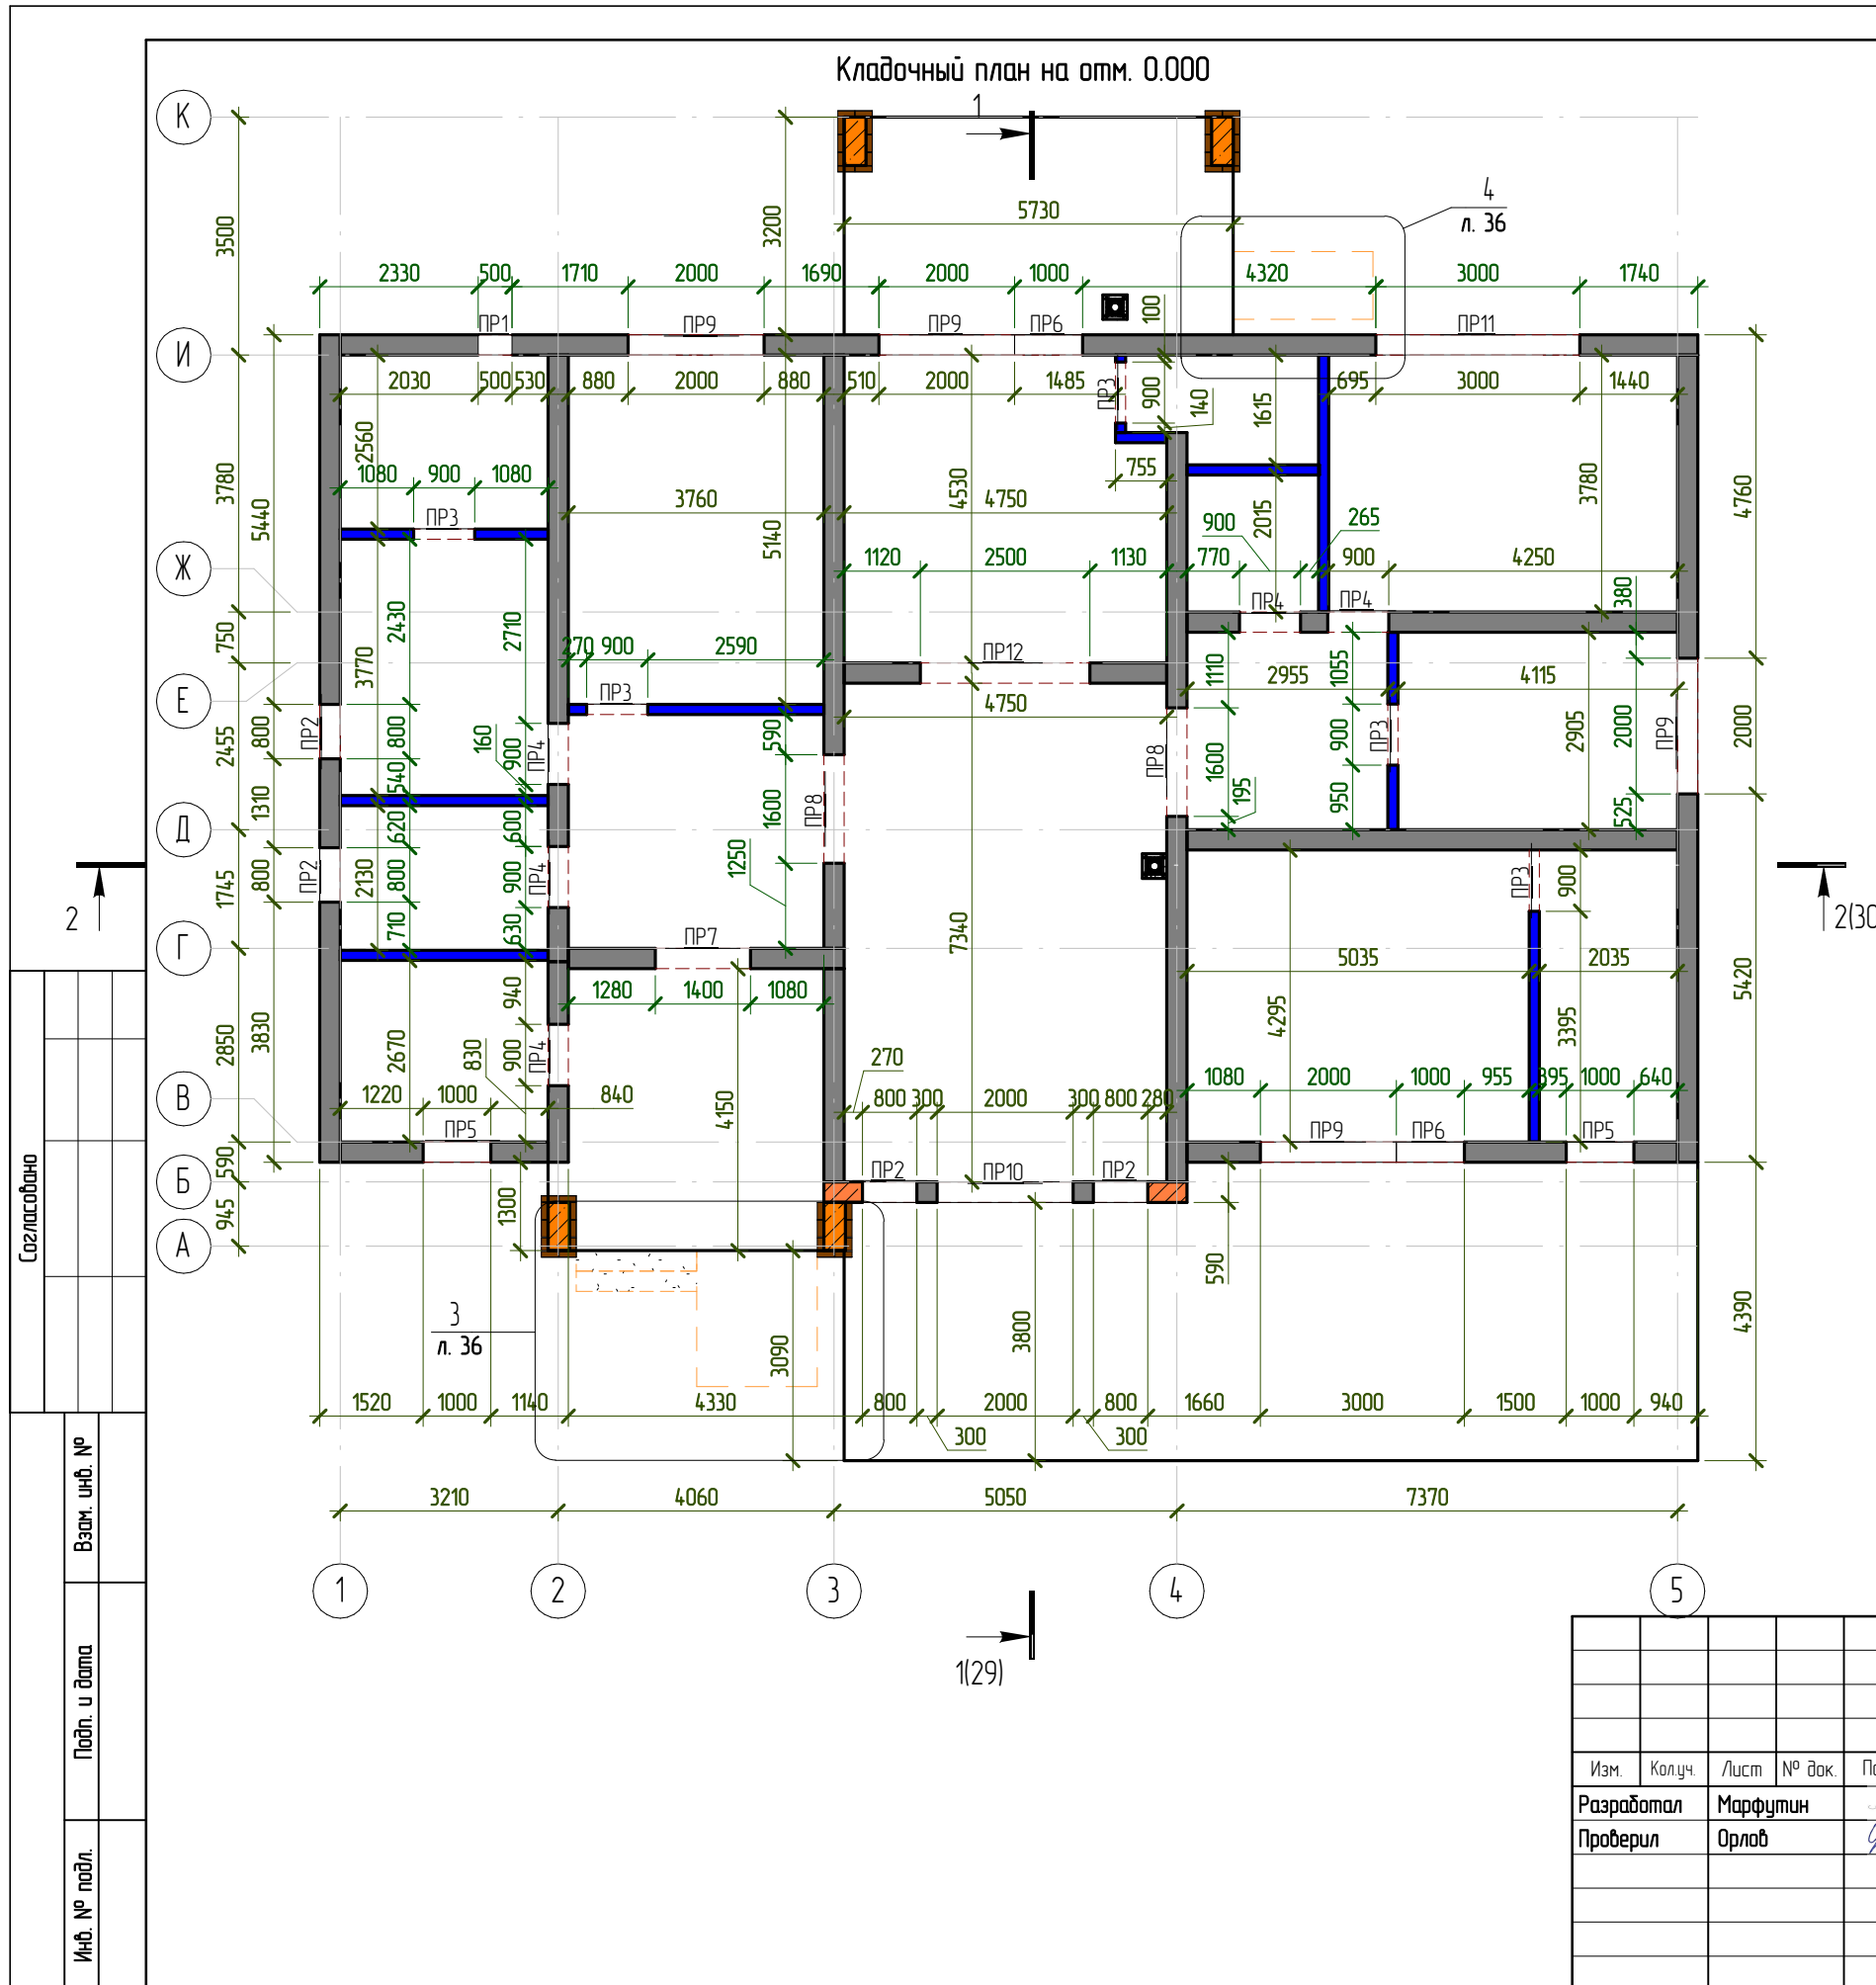 Кладочный план на отм. 0.000
К
1
4
л. 36
5730
3500
3200
2330 500 1710 2000 1690 2000 1000 4320 3000 1740
100
ПР1 ПР9 ПР9 ПР6 ПР11
И
2030 500 530 880 2000 880 510 2000 1485 ПР3 900 140 1615 695 3000 1440
2560
3780 5440
1080 900 1080
3760 4530 4750 755 3780 4760
ПР3
5140
900 2015 265
Ж
1120 2500 1130 770 900 4250
380
ПР4 ПР4
750
2430 2710
3770
270 900 2590 ПР12
1110 2955 1055 4115
Е
ПР3
4750
2455 800 ПР2 800 160 900 ПР4 590 ПР8 1600 900 ПР3 2905 2000 ПР9 2000
540
1310
195 950 525
Д
620 600 1600 ПР8
1250
1745 800 ПР2 2130 800 900 ПР4
ПР3 900
2 2(30
710 630
Г
ПР7
7340
5035 2035
5420
1280 1400 1080
940
2850 3830
2670 830 900 ПР4
4295 3395
270
1080 2000 1000 955 395 1000 640
В
1220 1000 840 4150
800 300 2000 300 800 280
ПР5 ПР9 ПР6 ПР5
590
Б
ПР2 ПР10 ПР2
945
1300
А
590
3
л. 36
3090 3800 4390
1520 1000 1140 4330 800 2000 800 1660 3000 1500 1000 940
300 300
3210 4060 5050 7370
1 2 3 4 5
1(29)
Согласовано
Взам. инв. №
Подп. и дата
Инв. № подл.
Изм. Кол.уч. Лист № док.
Разработал Марфутин
Проверил Орлов